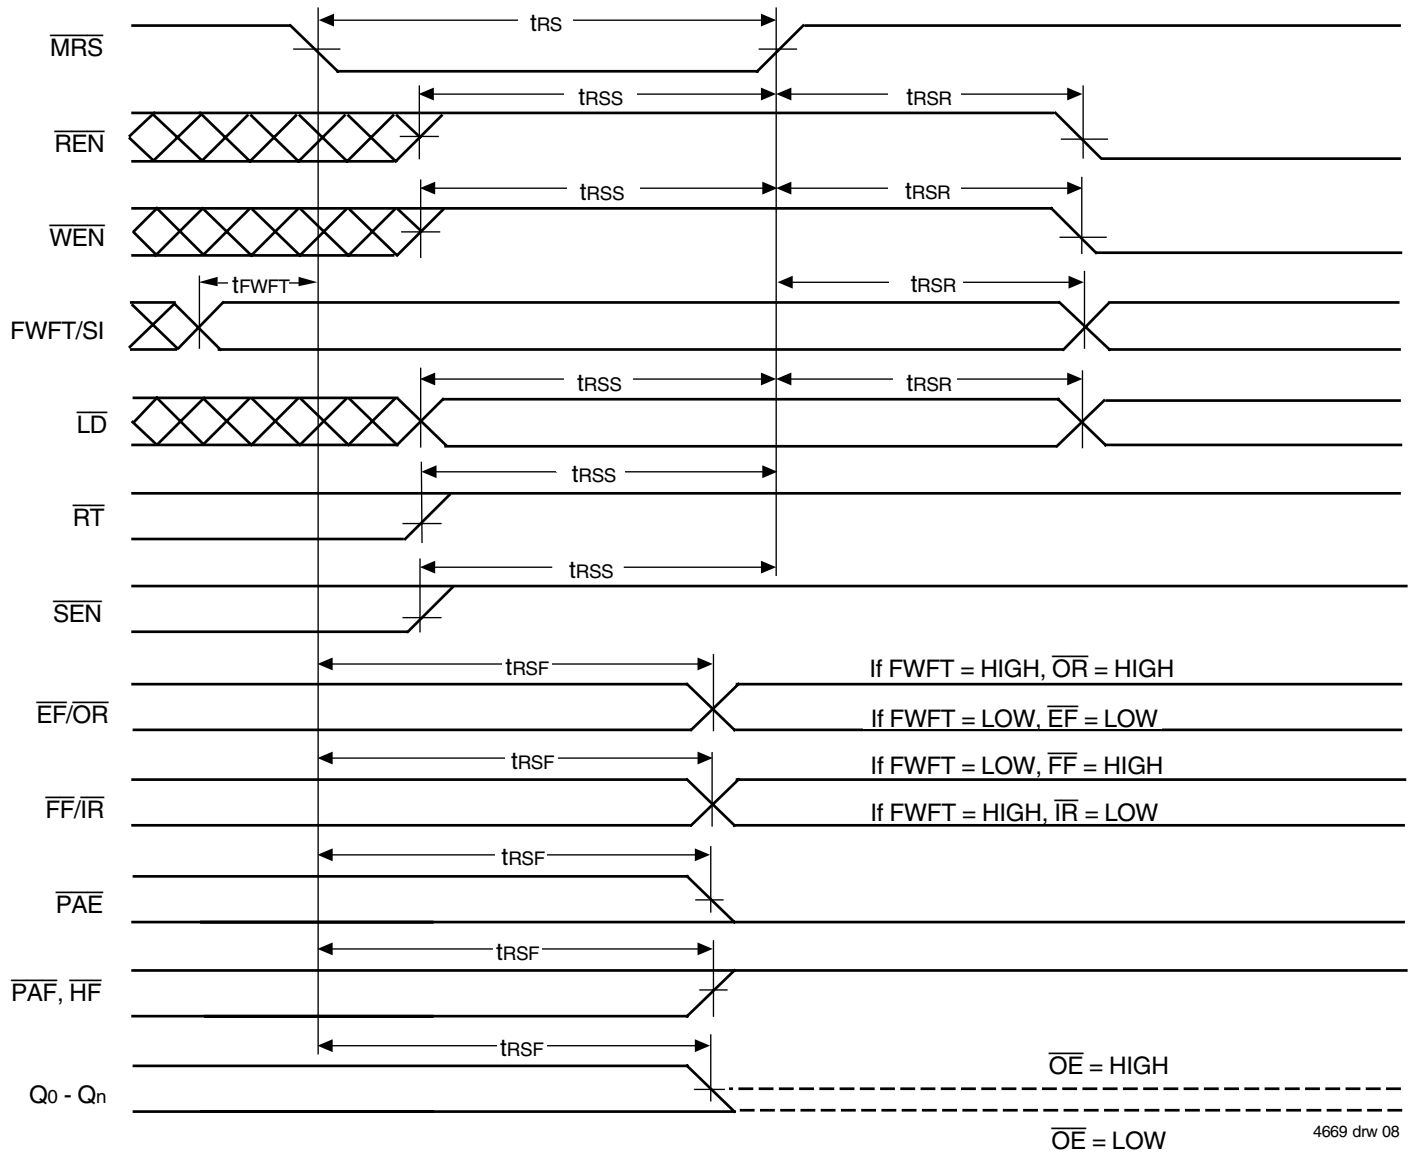 tRS
MRS
tRSS tRSR
REN
tRSS tRSR
WEN
tFWFT tRSR
FWFT/SI
tRSS tRSR
LD
tRSS
RT
tRSS
SEN
tRSF If FWFT = HIGH, OR = HIGH
EF/OR If FWFT = LOW, EF = LOW
tRSF If FWFT = LOW, FF = HIGH
FF/IR If FWFT = HIGH, IR = LOW
tRSF
PAE
tRSF
PAF, HF
tRSF
OE = HIGH
Q0 - Qn
OE = LOW 4669 drw 08